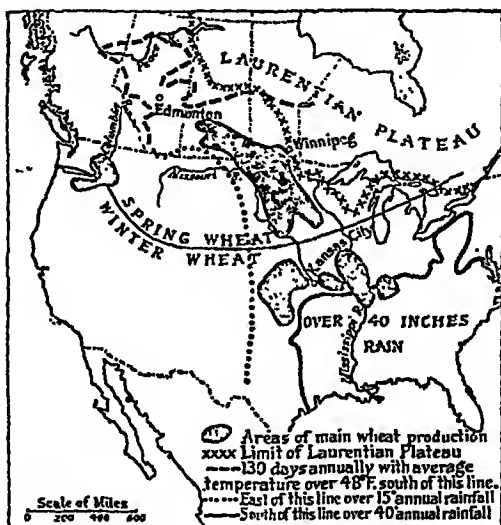 LAURENTIAN PLATEAU
Edmonton
Winnipeg
Columbia
Missouri
SPRING WHEAT
WINTER WHEAT
Kansas City
OVER 40 INCHES
RAIN
Mississippi R.
Areas of main wheat production
xxxx Limit of Laurentian Plateau
130 days annually with average
temperature over 48°F. south of this line.
East of this line over 15" annual rainfall
South of this line over 40" annual rainfall
Scale of Miles
0 200 400 600